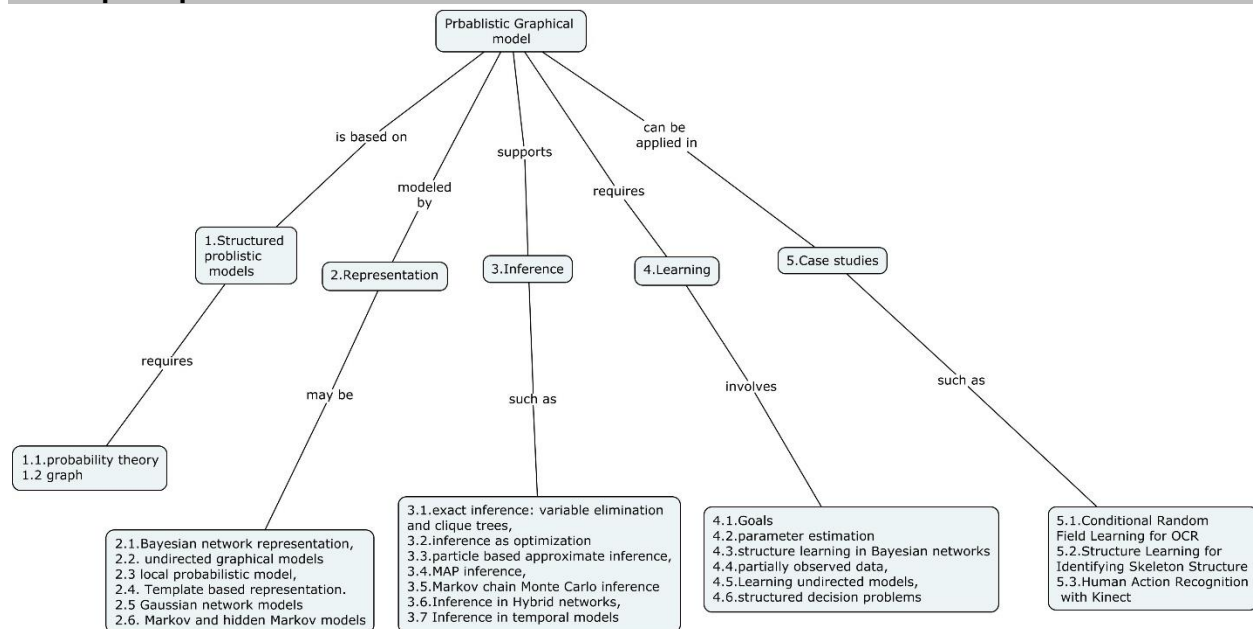 Prbablistic Graphical
model
is based on
modeled
by
supports
requires
can be
applied in
1.Structured
problistic
models
2.Representation
3.Inference
4.Learning
5.Case studies
requires
may be
such as
involves
such as
1.1.probability theory
1.2 graph
2.1.Bayesian network representation,
2.2. undirected graphical models
2.3 local probabilistic model,
2.4. Template based representation.
2.5 Gaussian network models
2.6. Markov and hidden Markov models
3.1.exact inference: variable elimination
and clique trees,
3.2.inference as optimization
3.3.particle based approximate inference,
3.4.MAP inference,
3.5.Markov chain Monte Carlo inference
3.6.Inference in Hybrid networks,
3.7 Inference in temporal models
4.1.Goals
4.2.parameter estimation
4.3.structure learning in Bayesian networks
4.4.partially observed data,
4.5.Learning undirected models,
4.6.structured decision problems
5.1.Conditional Random
Field Learning for OCR
5.2.Structure Learning for
Identifying Skeleton Structure
5.3.Human Action Recognition
with Kinect